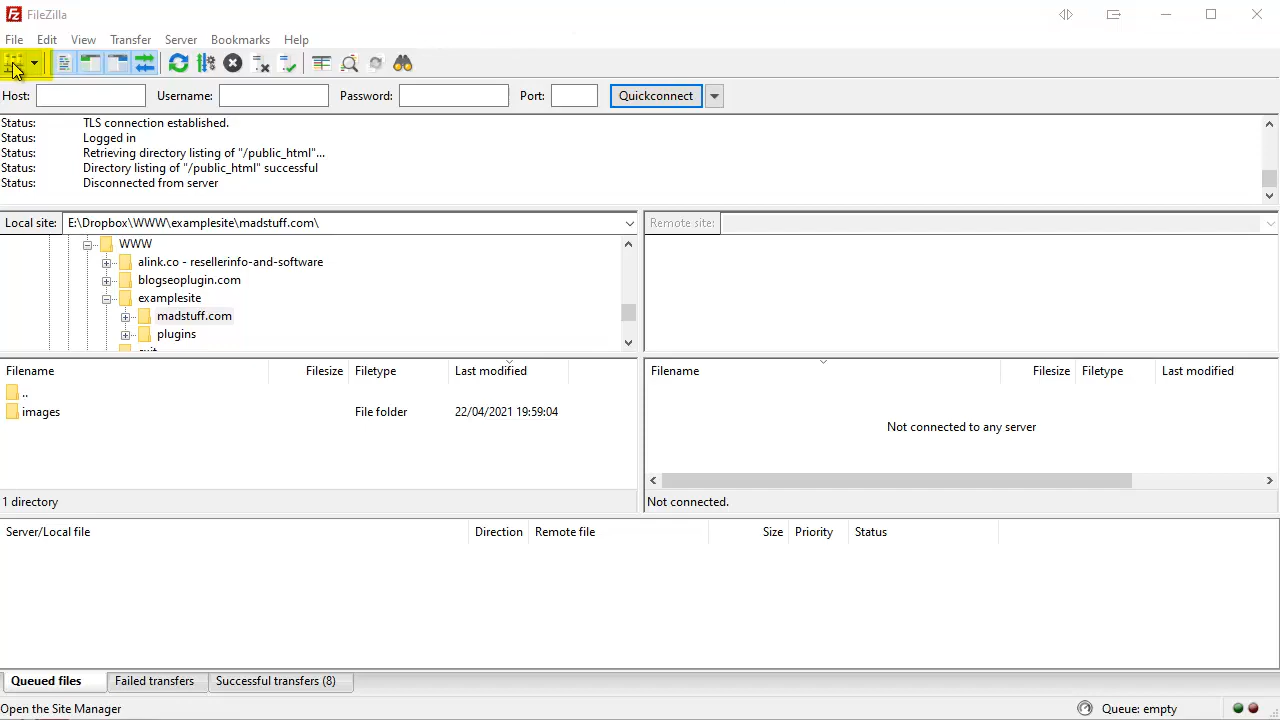 FileZilla
File Edit View Transfer Server Bookmarks Help
Host: Username: Password: Port: Quickconnect
Status: TLS connection established.
Status: Logged in
Status: Retrieving directory listing of "/public_html"...
Status: Directory listing of "/public_html" successful
Status: Disconnected from server
Local site: E:\Dropbox\WWW\examplesite\madstuff.com\
Remote site:
WWW
alink.co - resellerinfo-and-software
blogseoplugin.com
examplesite
madstuff.com
plugins
Filename Filesize Filetype Last modified
..
images File folder 22/04/2021 19:59:04
1 directory
Filename Filesize Filetype Last modified
Not connected to any server
Not connected.
Server/Local file Direction Remote file Size Priority Status
Queued files Failed transfers Successful transfers (8)
Open the Site Manager Queue: empty